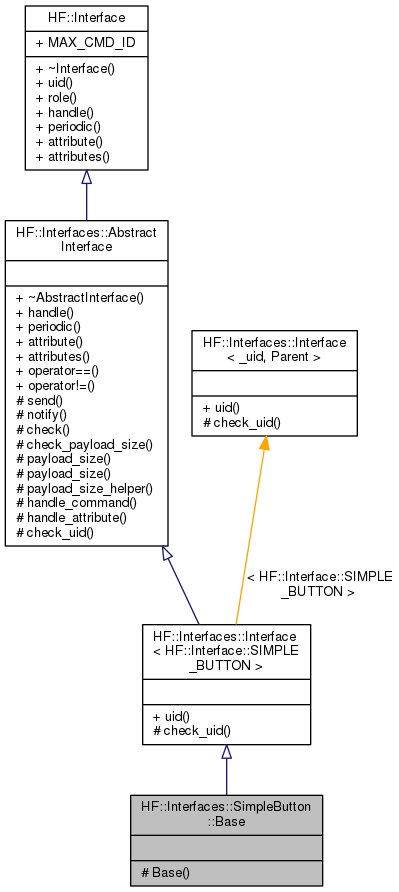 HF::Interface
+ MAX_CMD_ID
+ ~Interface()
+ uid()
+ role()
+ handle()
+ periodic()
+ attribute()
+ attributes()
HF::Interfaces::Abstract
Interface
+ ~AbstractInterface()
+ handle()
+ periodic()
+ attribute()
+ attributes()
+ operator==()
+ operator!=()
# send()
# notify()
# check()
# check_payload_size()
# payload_size()
# payload_size()
# payload_size_helper()
# handle_command()
# handle_attribute()
# check_uid()
HF::Interfaces::Interface
< _uid, Parent >
+ uid()
# check_uid()
< HF::Interface::SIMPLE
_BUTTON >
HF::Interfaces::Interface
< HF::Interface::SIMPLE
_BUTTON >
+ uid()
# check_uid()
HF::Interfaces::SimpleButton
::Base
# Base()